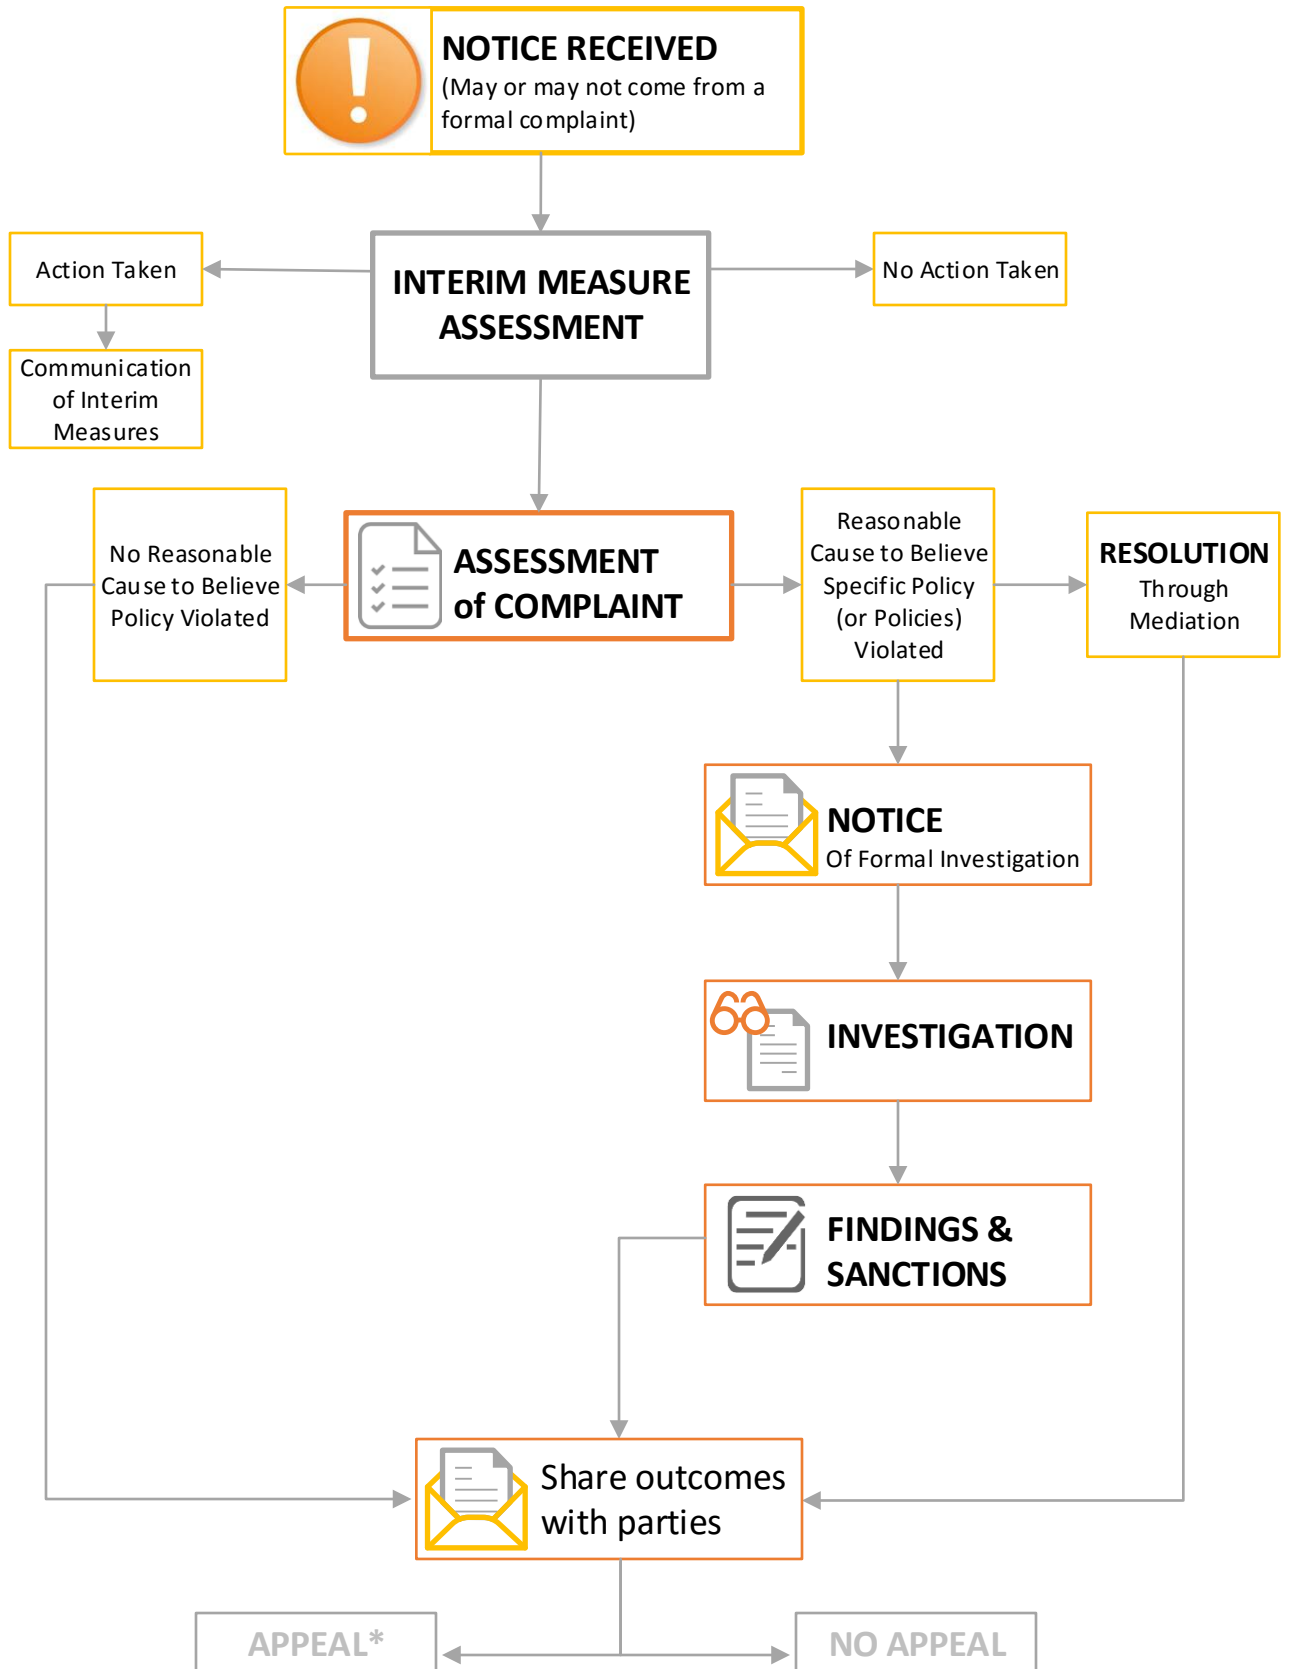 NOTICE RECEIVED
(May or may not come from a
formal complaint)
Action Taken
INTERIM MEASURE
ASSESSMENT
No Action Taken
Communication
of Interim
Measures
No Reasonable
Cause to Believe
Policy Violated
ASSESSMENT
of COMPLAINT
Reasonable
Cause to Believe
Specific Policy
(or Policies)
Violated
RESOLUTION
Through
Mediation
NOTICE
Of Formal Investigation
INVESTIGATION
FINDINGS &
SANCTIONS
Share outcomes
with parties
APPEAL*
NO APPEAL